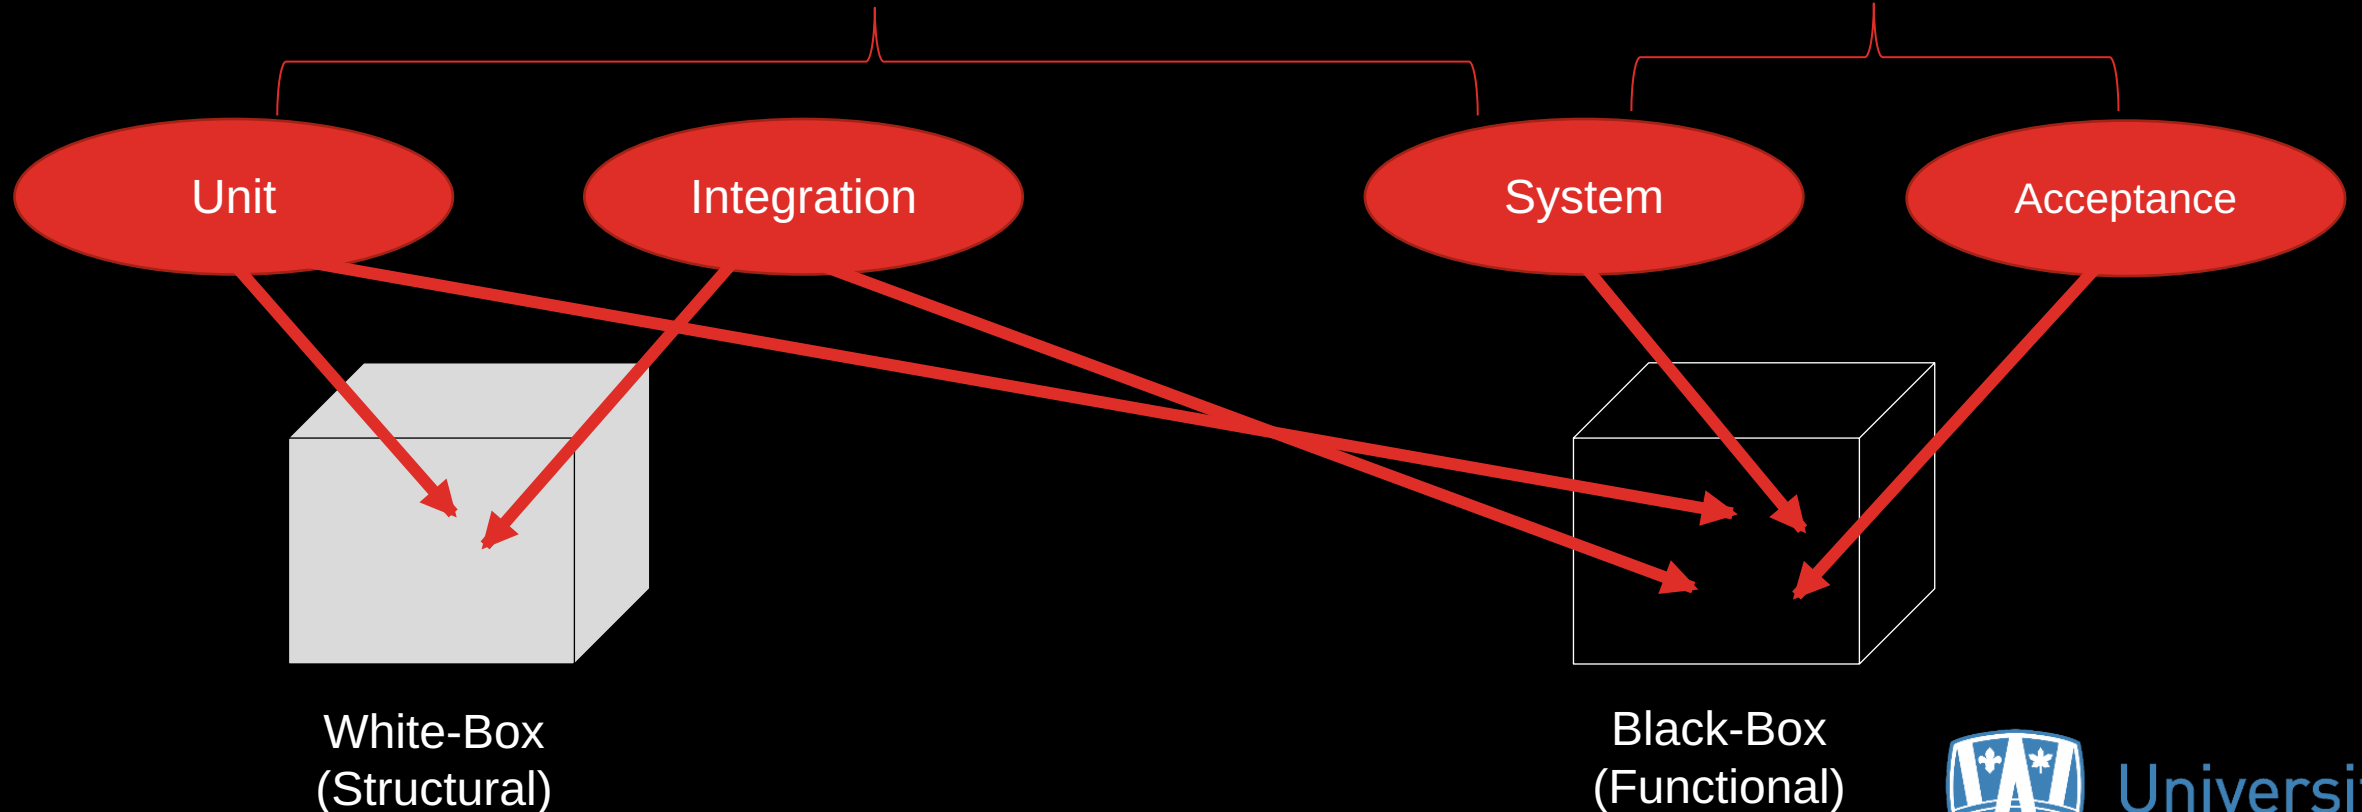 Unit
Integration
System
Acceptance
White-Box
(Structural)
Black-Box
(Functional)